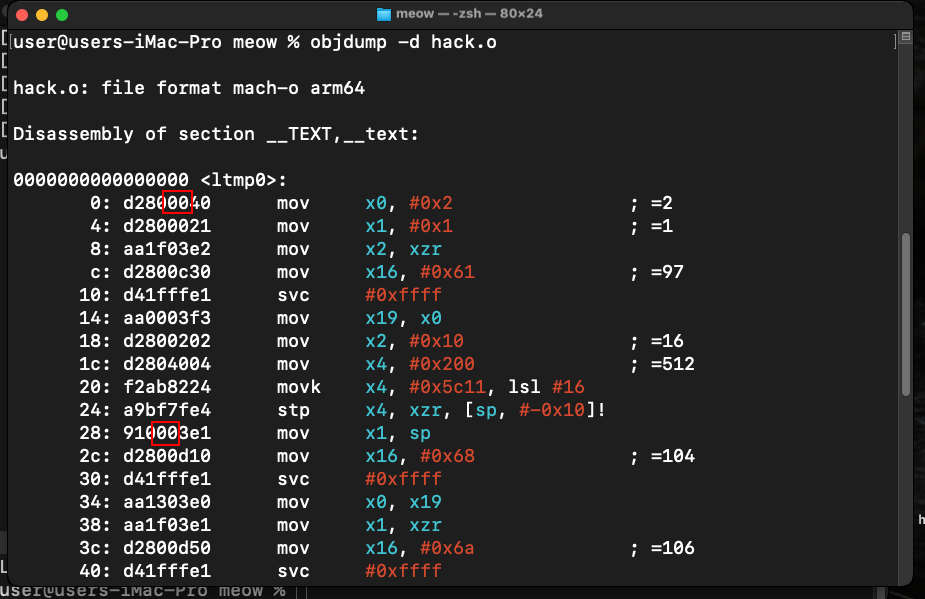 meow — -zsh — 80×24
[user@users-iMac-Pro meow % objdump -d hack.o ]
hack.o: file format mach-o arm64
Disassembly of section __TEXT,__text:
0000000000000000 <ltmp0>:
0: d2800040 mov x0, #0x2 ; =2
4: d2800021 mov x1, #0x1 ; =1
8: aa1f03e2 mov x2, xzr
c: d2800c30 mov x16, #0x61 ; =97
10: d41fffe1 svc #0xffff
14: aa0003f3 mov x19, x0
18: d2800202 mov x2, #0x10 ; =16
1c: d2804004 mov x4, #0x200 ; =512
20: f2ab8224 movk x4, #0x5c11, lsl #16
24: a9bf7fe4 stp x4, xzr, [sp, #-0x10]!
28: 910003e1 mov x1, sp
2c: d2800d10 mov x16, #0x68 ; =104
30: d41fffe1 svc #0xffff
34: aa1303e0 mov x0, x19
38: aa1f03e1 mov x1, xzr
3c: d2800d50 mov x16, #0x6a ; =106
40: d41fffe1 svc #0xffff
user@users-iMac-Pro meow %